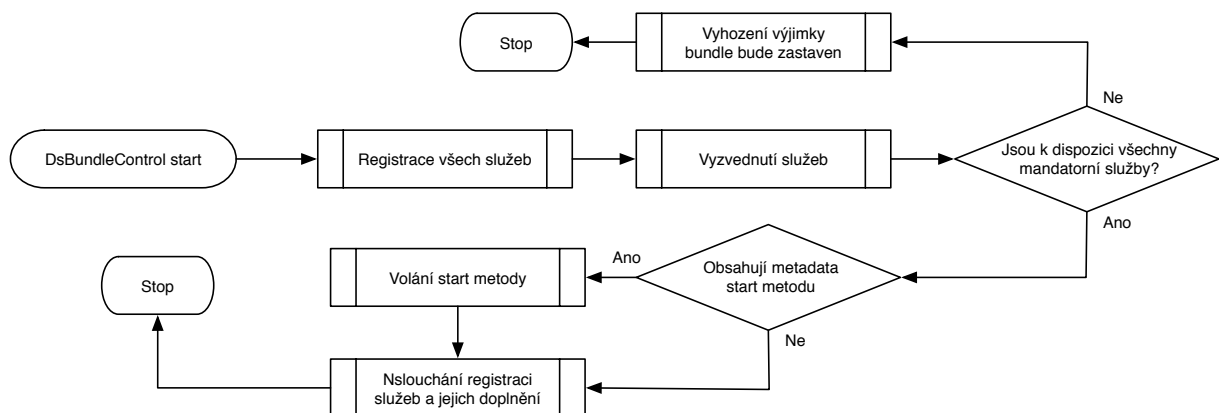 Stop
Vyhození výjimky
bundle bude zastaven
Ne
DsBundleControl start
Registrace všech služeb
Vyzvednutí služeb
Jsou k dispozici všechny
mandatorní služby?
Ano
Ano
Obsahují metadata
start metodu
Volání start metody
Stop
Ne
Nslouchání registraci
služeb a jejich doplnění